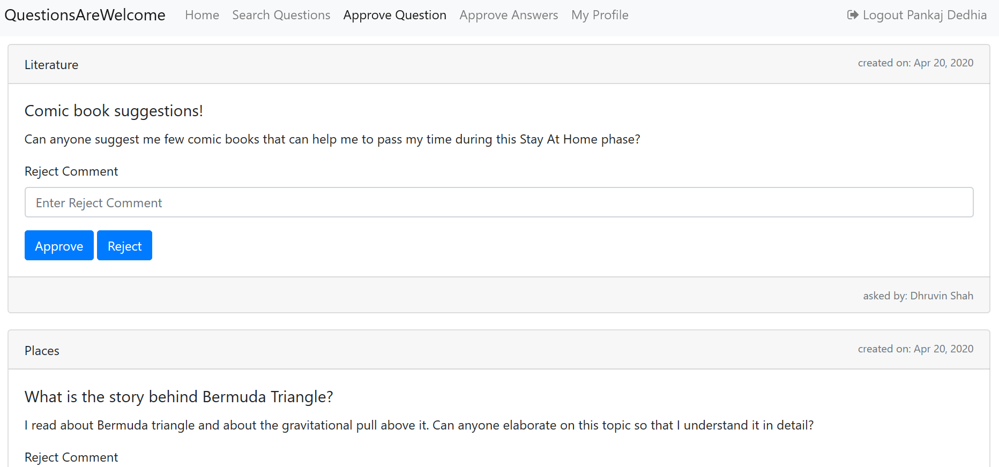 QuestionsAreWelcome Home Search Questions Approve Question Approve Answers My Profile Logout Pankaj Dedhia
Literature created on: Apr 20, 2020
Comic book suggestions!
Can anyone suggest me few comic books that can help me to pass my time during this Stay At Home phase?
Reject Comment
Enter Reject Comment
Approve Reject
asked by: Dhruvin Shah
Places created on: Apr 20, 2020
What is the story behind Bermuda Triangle?
I read about Bermuda triangle and about the gravitational pull above it. Can anyone elaborate on this topic so that I understand it in detail?
Reject Comment